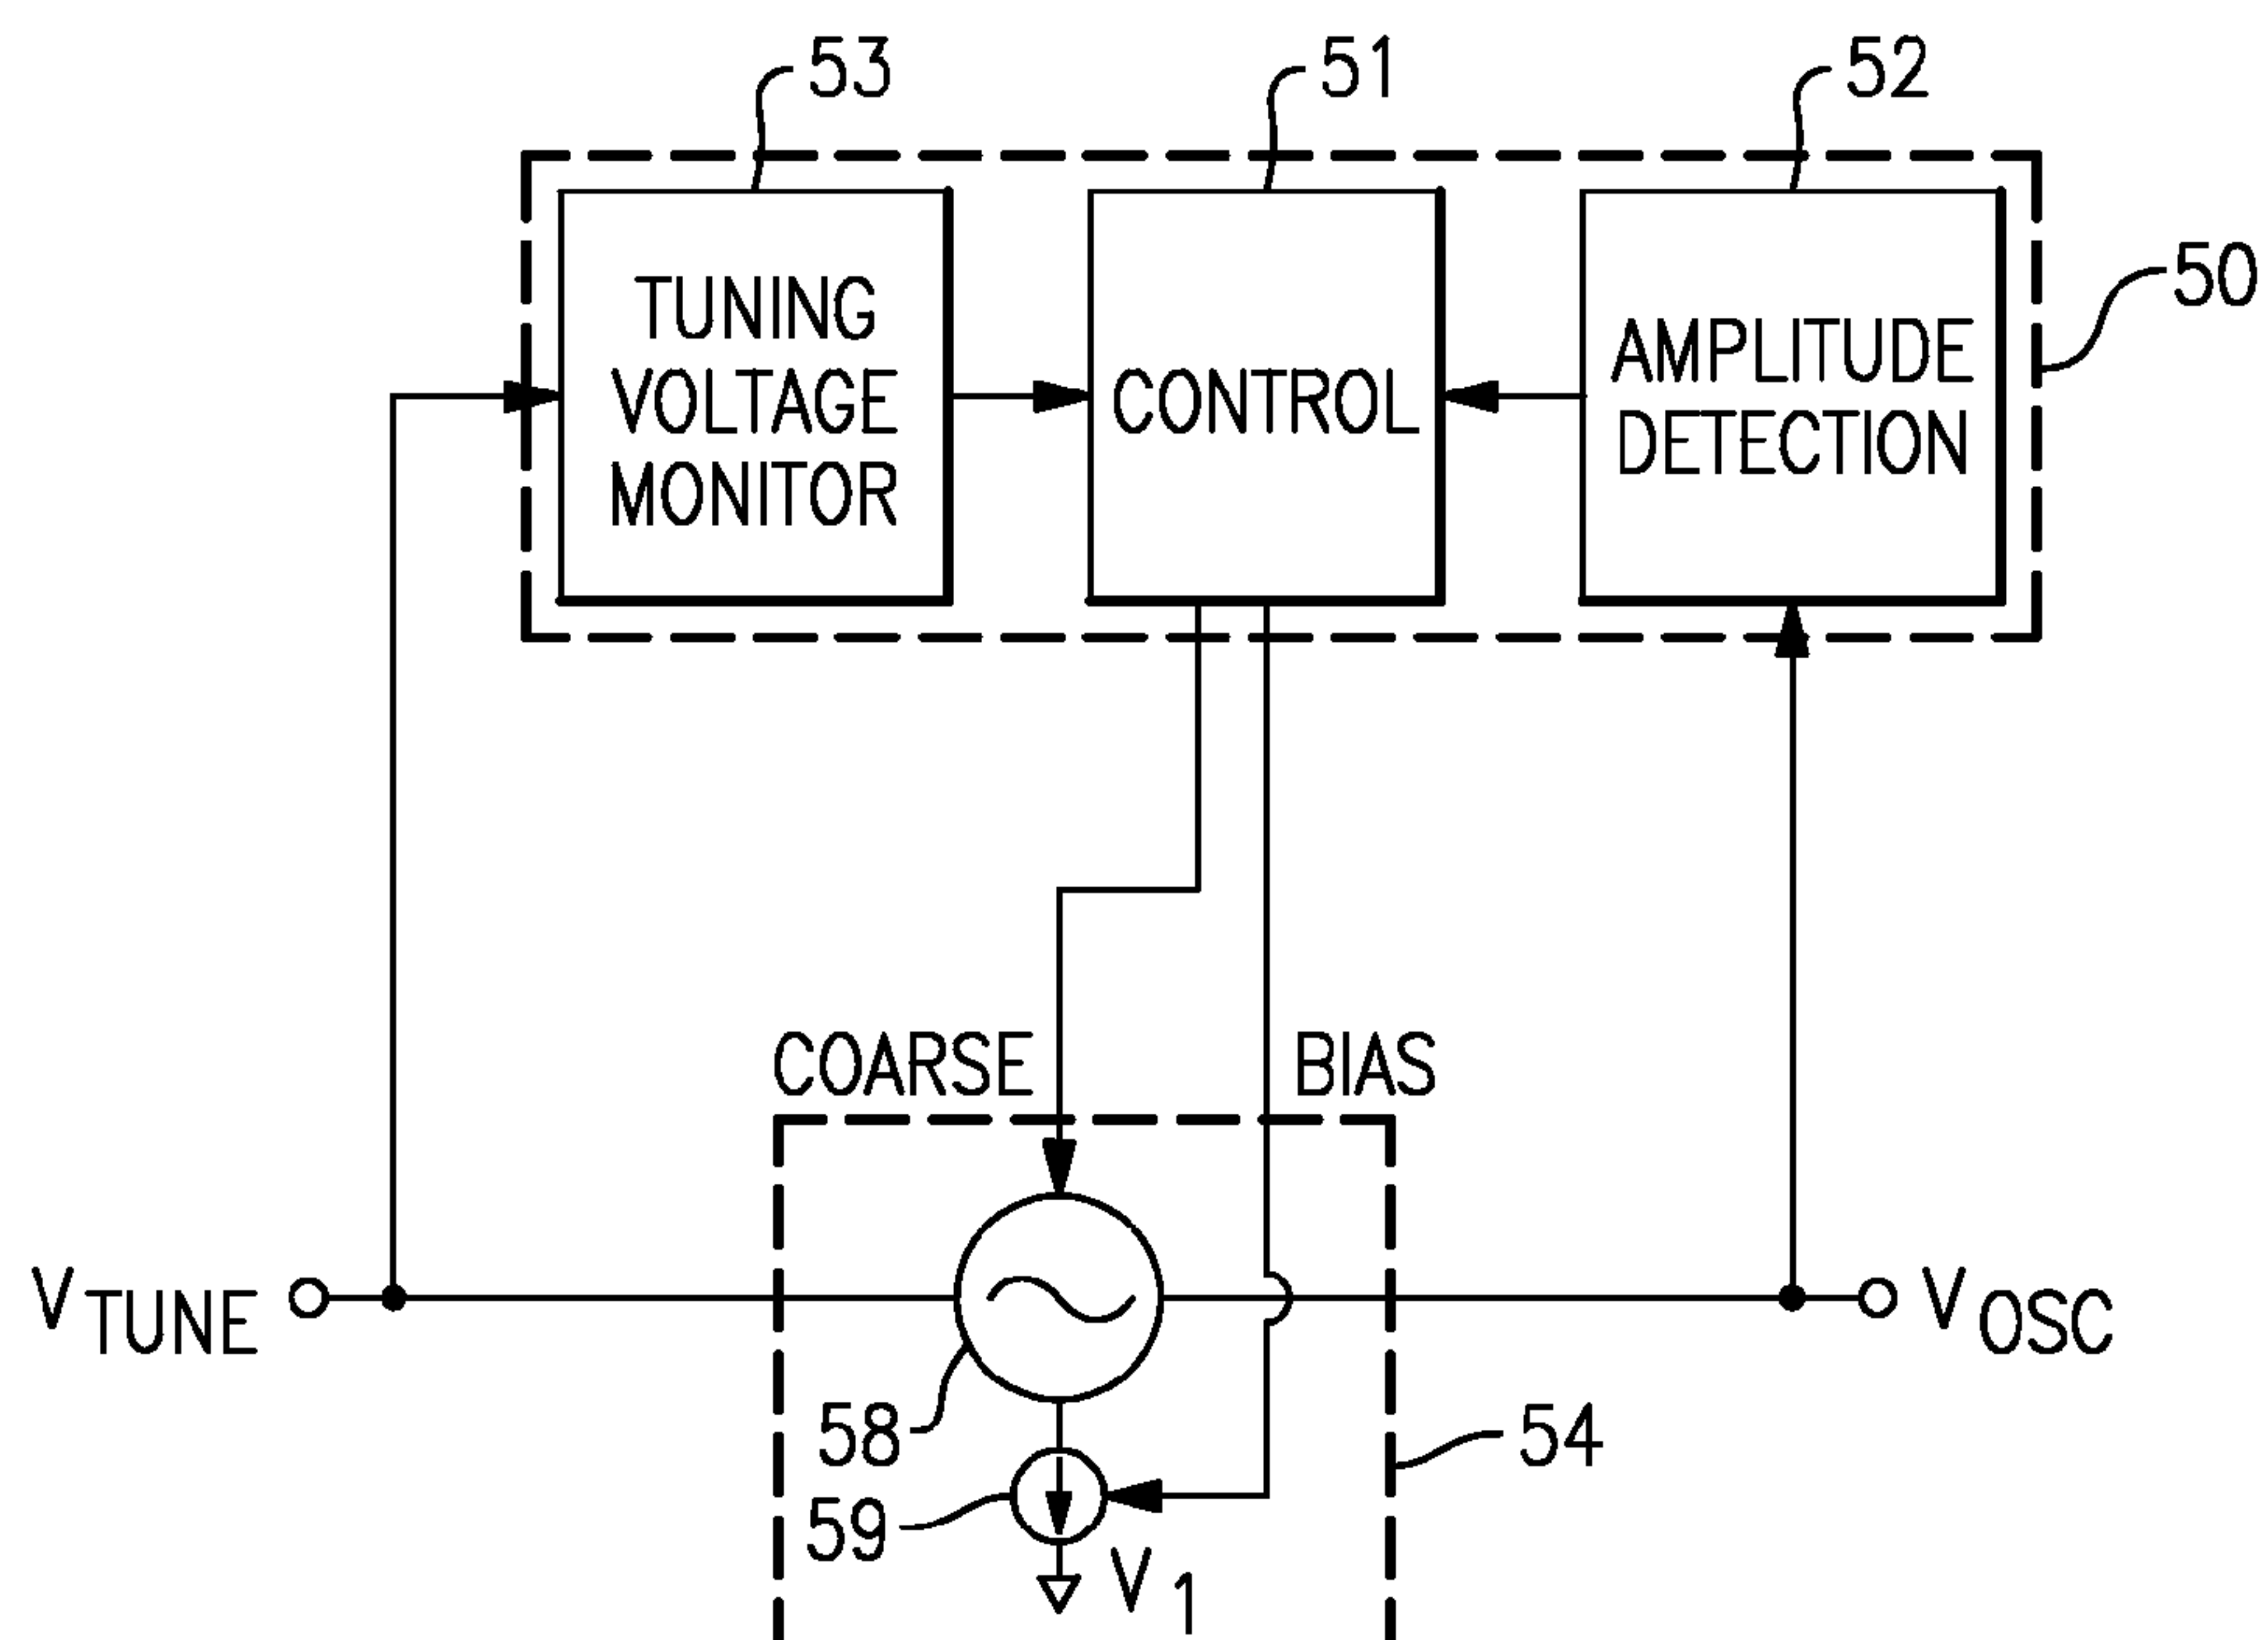 53
51
52
50
TUNING
VOLTAGE
MONITOR
CONTROL
AMPLITUDE
DETECTION
COARSE
BIAS
VTUNE
VOSC
58
54
59
V1